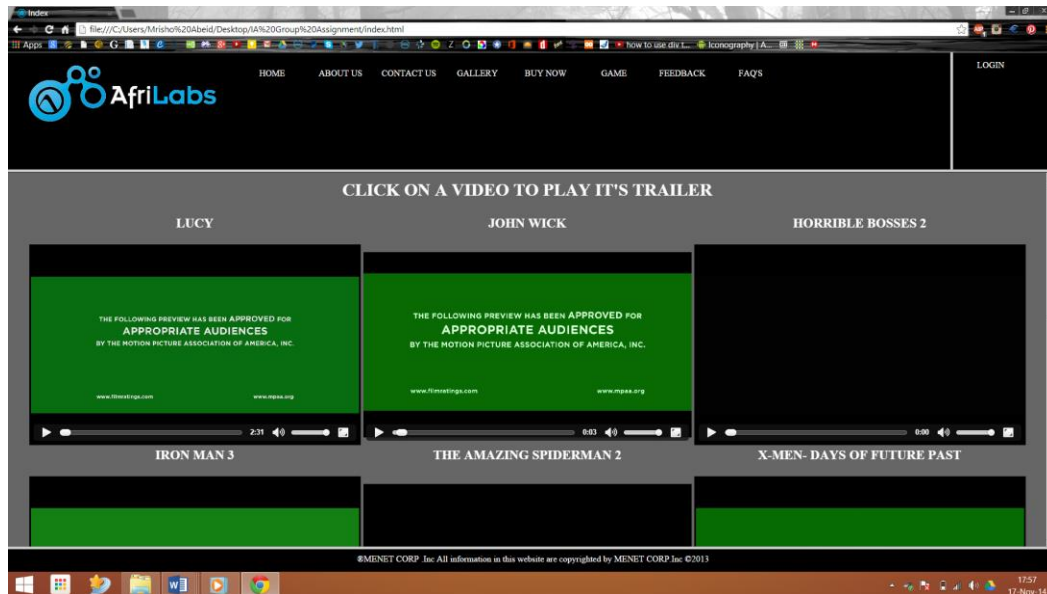 Index
file:///C:/Users/Mrisho%20Abeid/Desktop/IA%20Group%20Assignment/index.html
Apps
how to use div t...
Iconography | A...
AfriLabs
HOME ABOUT US CONTACT US GALLERY BUY NOW GAME FEEDBACK FAQ'S
LOGIN
CLICK ON A VIDEO TO PLAY IT'S TRAILER
LUCY JOHN WICK HORRIBLE BOSSES 2
THE FOLLOWING PREVIEW HAS BEEN APPROVED FOR
APPROPRIATE AUDIENCES
BY THE MOTION PICTURE ASSOCIATION OF AMERICA, INC.
www.filmratings.com www.mpaa.org
2:31
THE FOLLOWING PREVIEW HAS BEEN APPROVED FOR
APPROPRIATE AUDIENCES
BY THE MOTION PICTURE ASSOCIATION OF AMERICA, INC.
www.filmratings.com www.mpaa.org
0:03
0:00
IRON MAN 3 THE AMAZING SPIDERMAN 2 X-MEN- DAYS OF FUTURE PAST
®MENET CORP .Inc All information in this website are copyrighted by MENET CORP.Inc ©2013
17:57
17-Nov-14